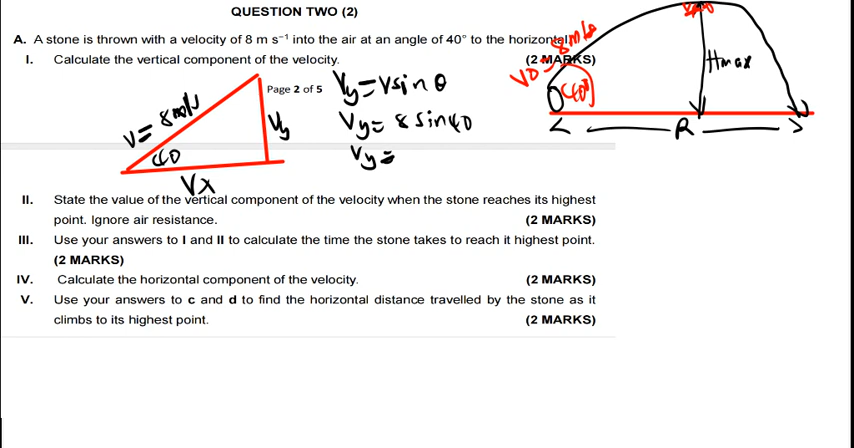 QUESTION TWO (2)
A. A stone is thrown with a velocity of 8 m s⁻¹ into the air at an angle of 40° to the horizontal.
I. Calculate the vertical component of the velocity. (2 MARKS)
Page 2 of 5
V = 8m/s
40
Vy
Vx
Vy = Vsin θ
Vy = 8 sin40
Vy =
Vo = 8m/s
40°
Hmax
R
II. State the value of the vertical component of the velocity when the stone reaches its highest
point. Ignore air resistance. (2 MARKS)
III. Use your answers to I and II to calculate the time the stone takes to reach it highest point.
(2 MARKS)
IV. Calculate the horizontal component of the velocity. (2 MARKS)
V. Use your answers to c and d to find the horizontal distance travelled by the stone as it
climbs to its highest point. (2 MARKS)